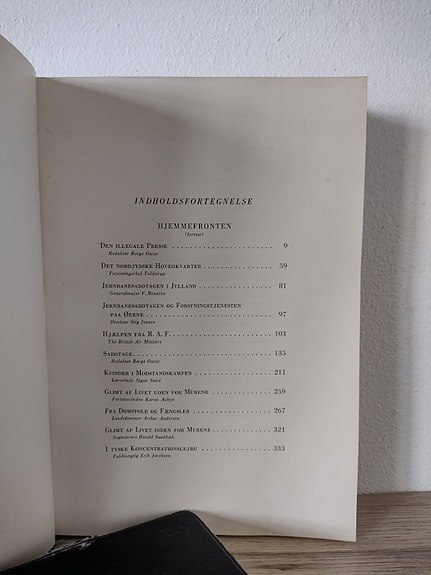 INDHOLDSFORTEGNELSE
HJEMMEFRONTEN
(fortsat)
DEN ILLEGALE PRESSE 9
Redaktør Børge Outze
DET NORDJYDSKE HOVEDKVARTER 59
Forsyningschef Toldstrup
JERNBANESABOTAGEN I JYLLAND 81
Generalmajor V. Bennike
JERNBANESABOTAGEN OG FORSYNINGSTJENESTEN
PAA ØERNE 97
Direktør Stig Jensen
HJÆLPEN FRA R. A. F. 103
The British Air Ministry
SABOTAGE 135
Redaktør Børge Outze
KVINDER I MODSTANDSKAMPEN 211
Lærerinde Signe Sund
GLIMT AF LIVET UDEN FOR MURENE 259
Forfatterinden Karen Aabye
FRA DOMSTOLE OG FÆNGSLER 267
Landsdommer Arthur Andersen
GLIMT AF LIVET INDEN FOR MURENE 321
Sognepræst Harald Sandbæk
I TYSKE KONCENTRATIONSLEJRE 333
Fuldmægtig Erik Jacobsen